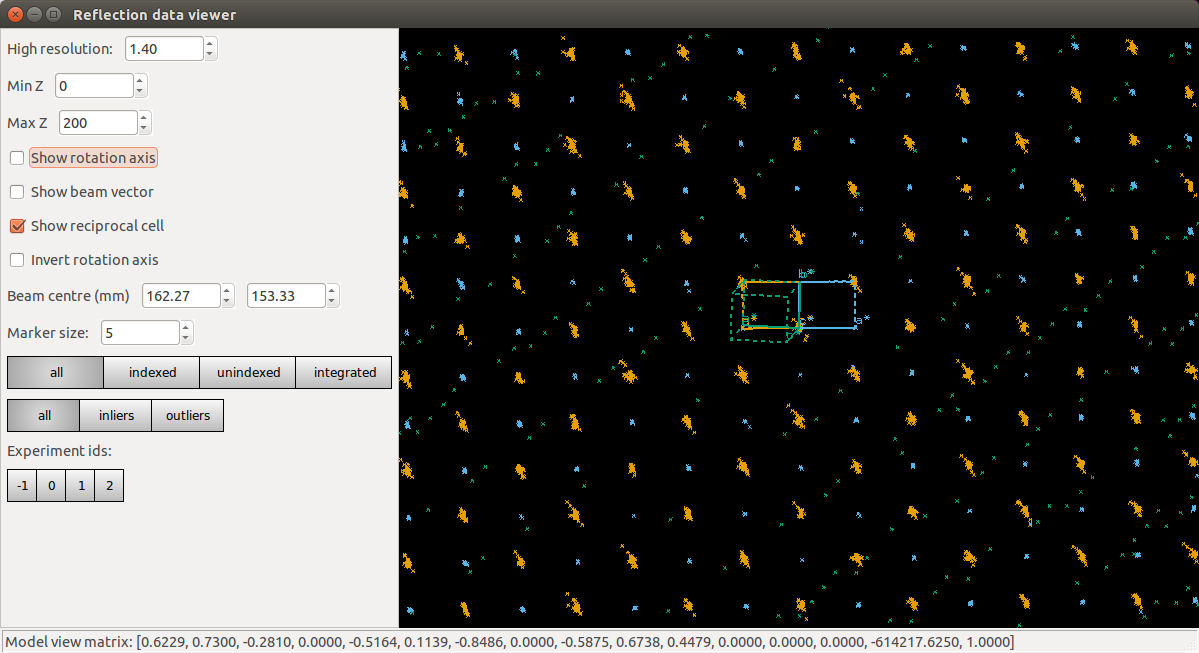 Reflection data viewer
High resolution: 1.40
Min Z 0
Max Z 200
Show rotation axis
Show beam vector
Show reciprocal cell
Invert rotation axis
Beam centre (mm) 162.27 153.33
Marker size: 5
all indexed unindexed integrated
all inliers outliers
Experiment ids:
-1 0 1 2
b*
a*
Model view matrix: [0.6229, 0.7300, -0.2810, 0.0000, -0.5164, 0.1139, -0.8486, 0.0000, -0.5875, 0.6738, 0.4479, 0.0000, 0.0000, 0.0000, -614217.6250, 1.0000]